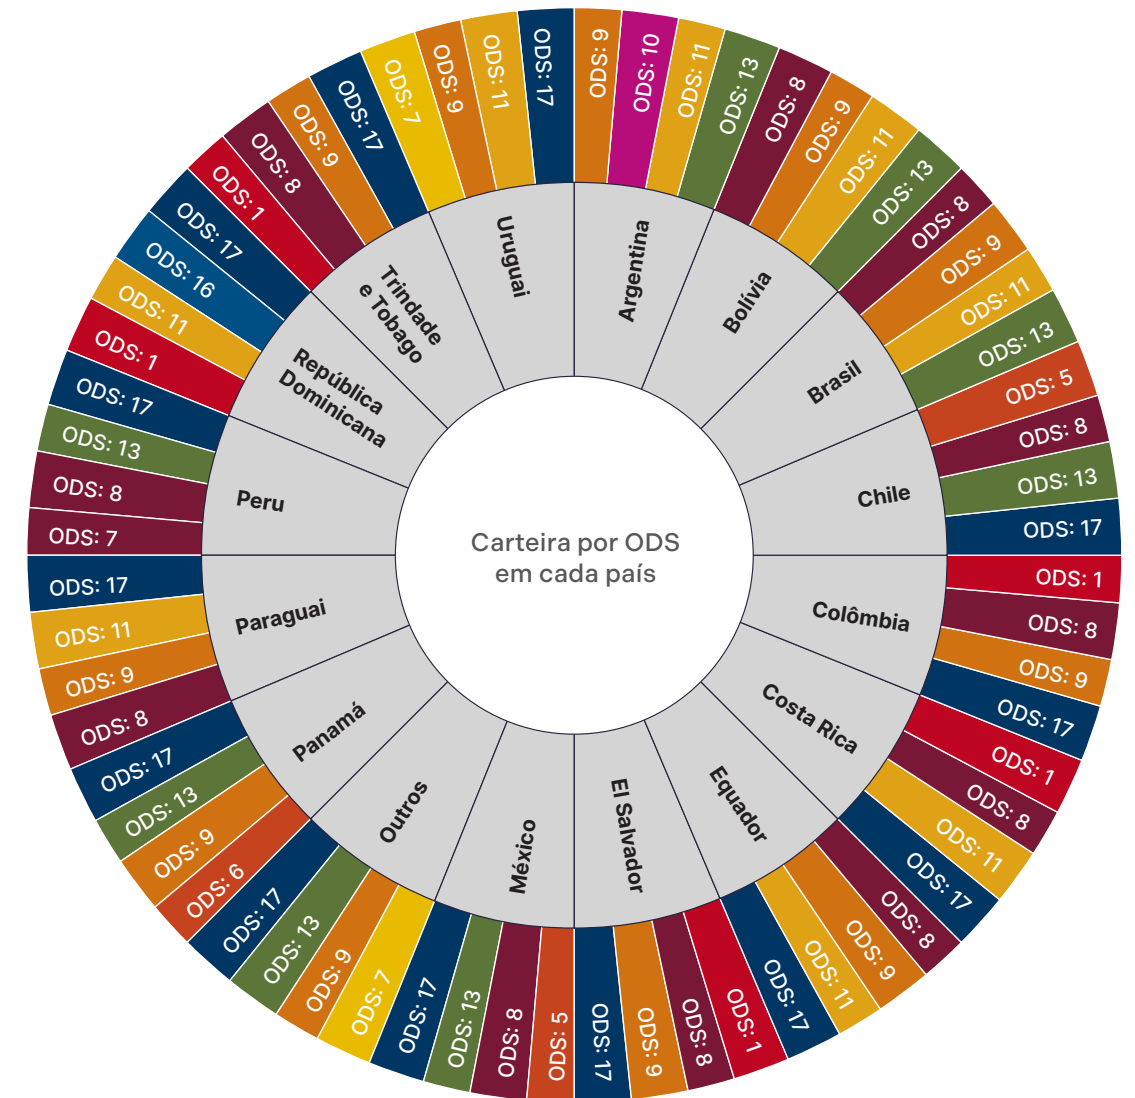 Carteira por ODS
em cada país
Argentina
ODS: 9
ODS: 10
ODS: 11
ODS: 13
Bolívia
ODS: 8
ODS: 9
ODS: 11
ODS: 13
Brasil
ODS: 8
ODS: 9
ODS: 11
ODS: 13
Chile
ODS: 5
ODS: 8
ODS: 13
ODS: 17
Colômbia
ODS: 1
ODS: 8
ODS: 9
ODS: 17
Costa Rica
ODS: 1
ODS: 8
ODS: 11
ODS: 17
Equador
ODS: 8
ODS: 9
ODS: 11
ODS: 17
El Salvador
ODS: 1
ODS: 8
ODS: 9
ODS: 17
México
ODS: 5
ODS: 8
ODS: 13
ODS: 17
Outros
ODS: 7
ODS: 9
ODS: 13
ODS: 17
Panamá
ODS: 6
ODS: 9
ODS: 13
ODS: 17
Paraguai
ODS: 8
ODS: 9
ODS: 11
ODS: 17
Peru
ODS: 7
ODS: 8
ODS: 13
ODS: 17
República
Dominicana
ODS: 1
ODS: 11
ODS: 16
ODS: 17
Trindade
e Tobago
ODS: 1
ODS: 8
ODS: 9
ODS: 17
Uruguai
ODS: 7
ODS: 9
ODS: 11
ODS: 17